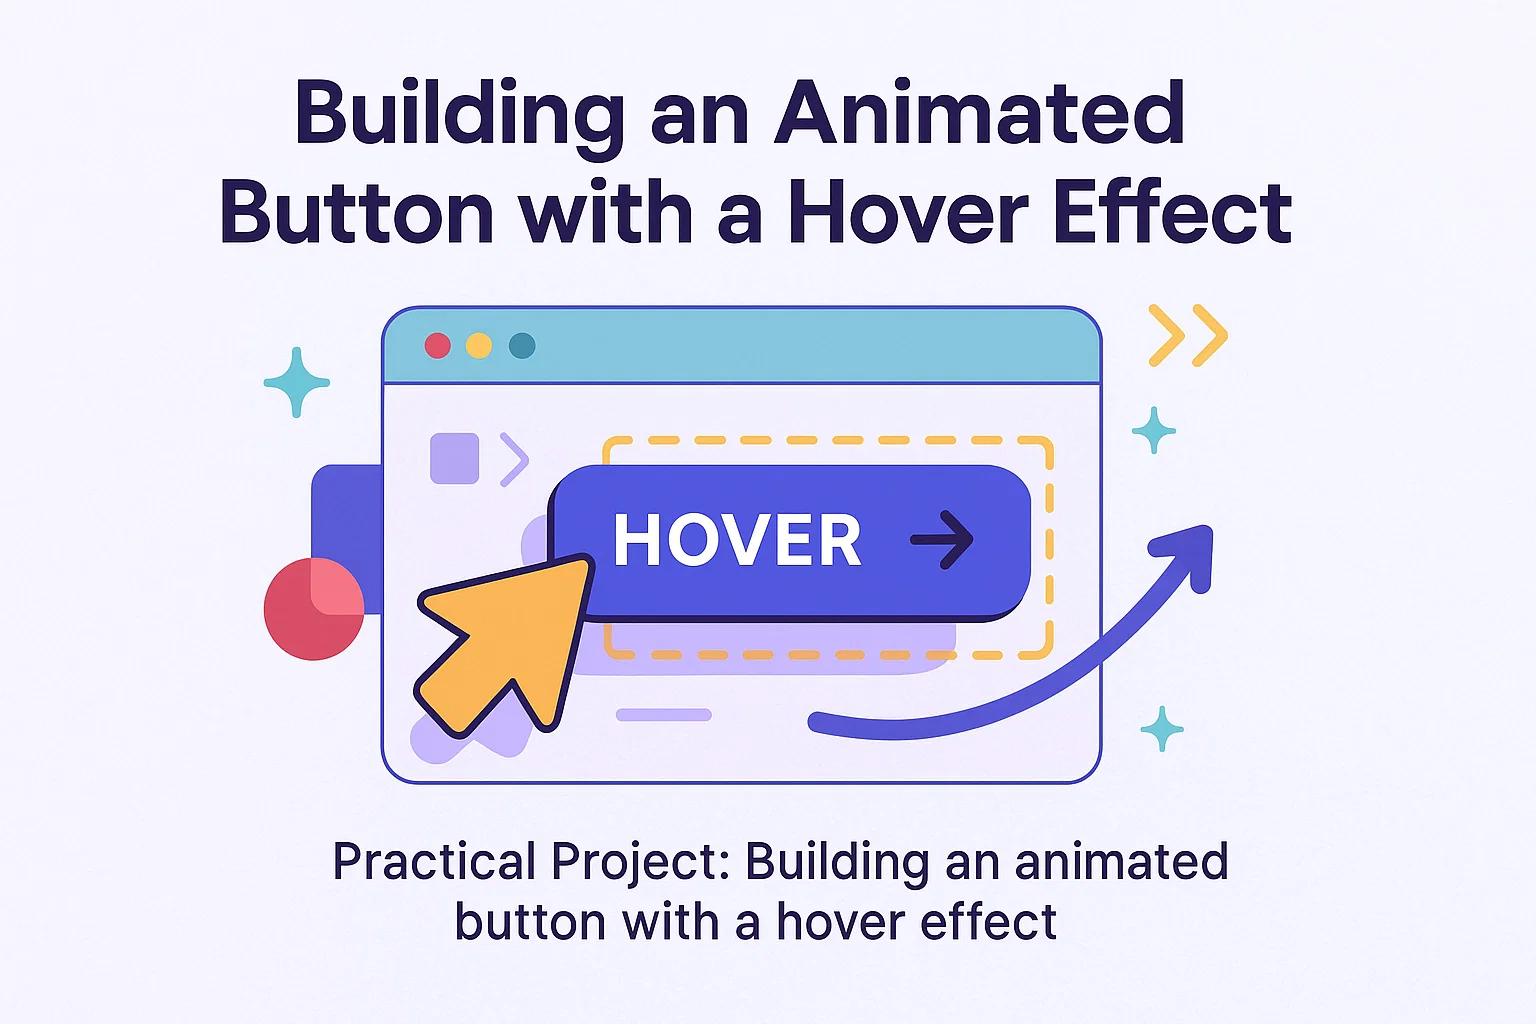 Building an Animated
Button with a Hover Effect
HOVER
Practical Project: Building an animated
button with a hover effect